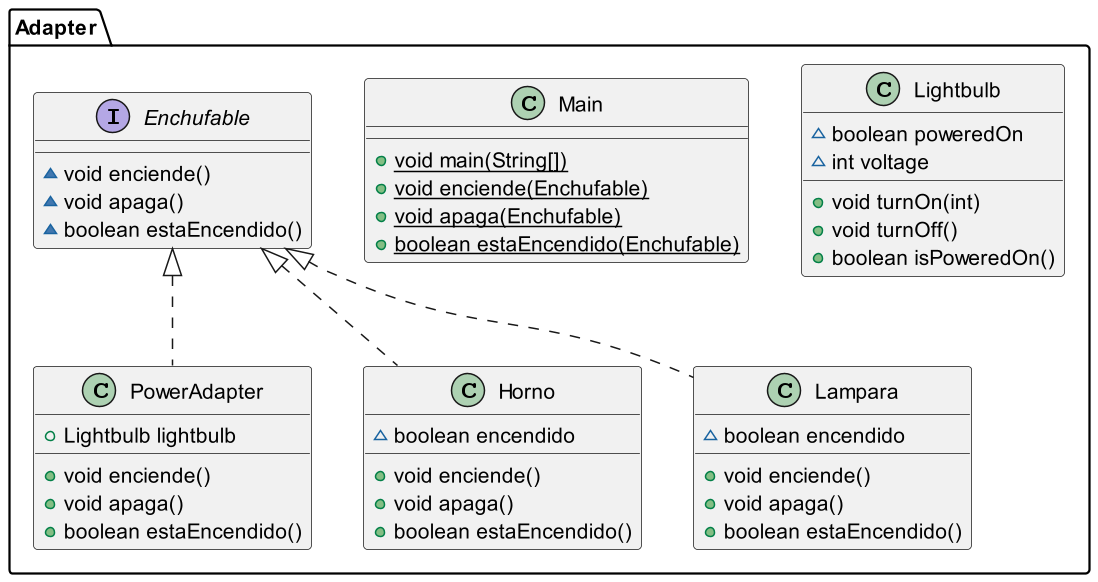 Adapter
I Enchufable
void enciende()
void apaga()
boolean estaEncendido()
C Main
void main(String[])
void enciende(Enchufable)
void apaga(Enchufable)
boolean estaEncendido(Enchufable)
C Lightbulb
boolean poweredOn
int voltage
void turnOn(int)
void turnOff()
boolean isPoweredOn()
C PowerAdapter
Lightbulb lightbulb
void enciende()
void apaga()
boolean estaEncendido()
C Horno
boolean encendido
void enciende()
void apaga()
boolean estaEncendido()
C Lampara
boolean encendido
void enciende()
void apaga()
boolean estaEncendido()